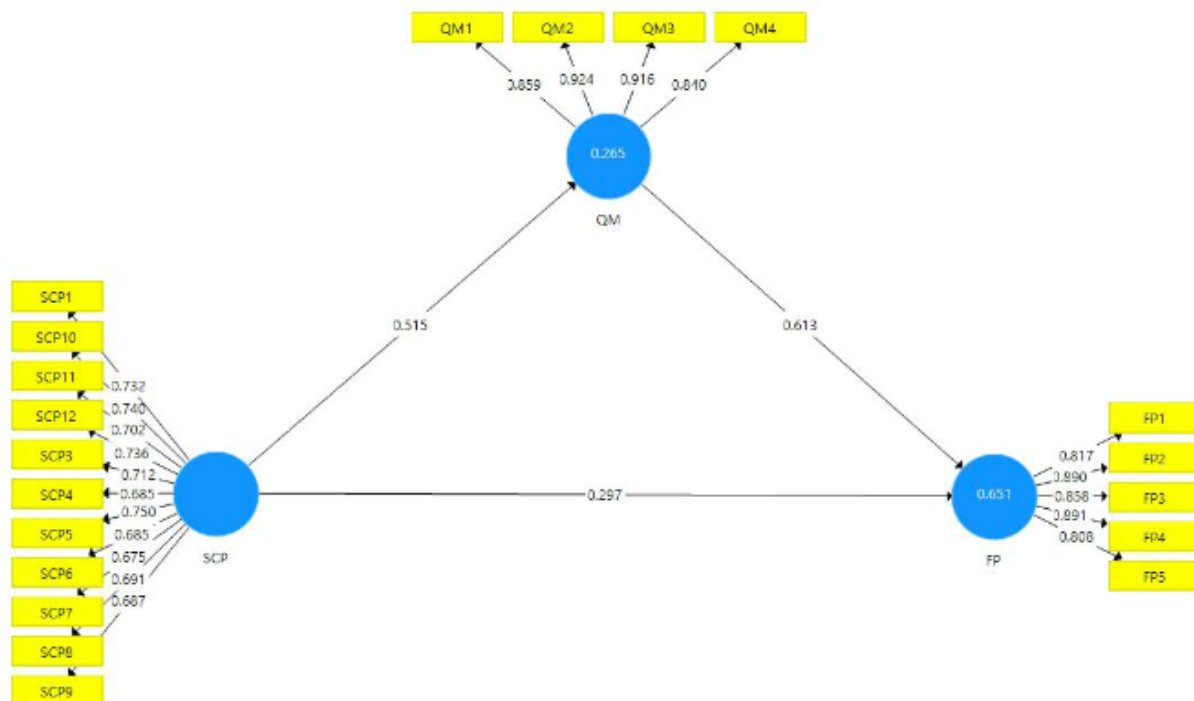 QM1 QM2 QM3 QM4
0.859 0.924 0.916 0.840
0.265
QM
0.515
0.613
SCP1
SCP10
SCP11
SCP12
SCP3
SCP4
SCP5
SCP6
SCP7
SCP8
SCP9
0.732
0.740
0.702
0.736
0.712
0.685
0.750
0.685
0.675
0.691
0.687
SCP
0.297
0.651
FP
0.817
0.890
0.858
0.891
0.808
FP1
FP2
FP3
FP4
FP5